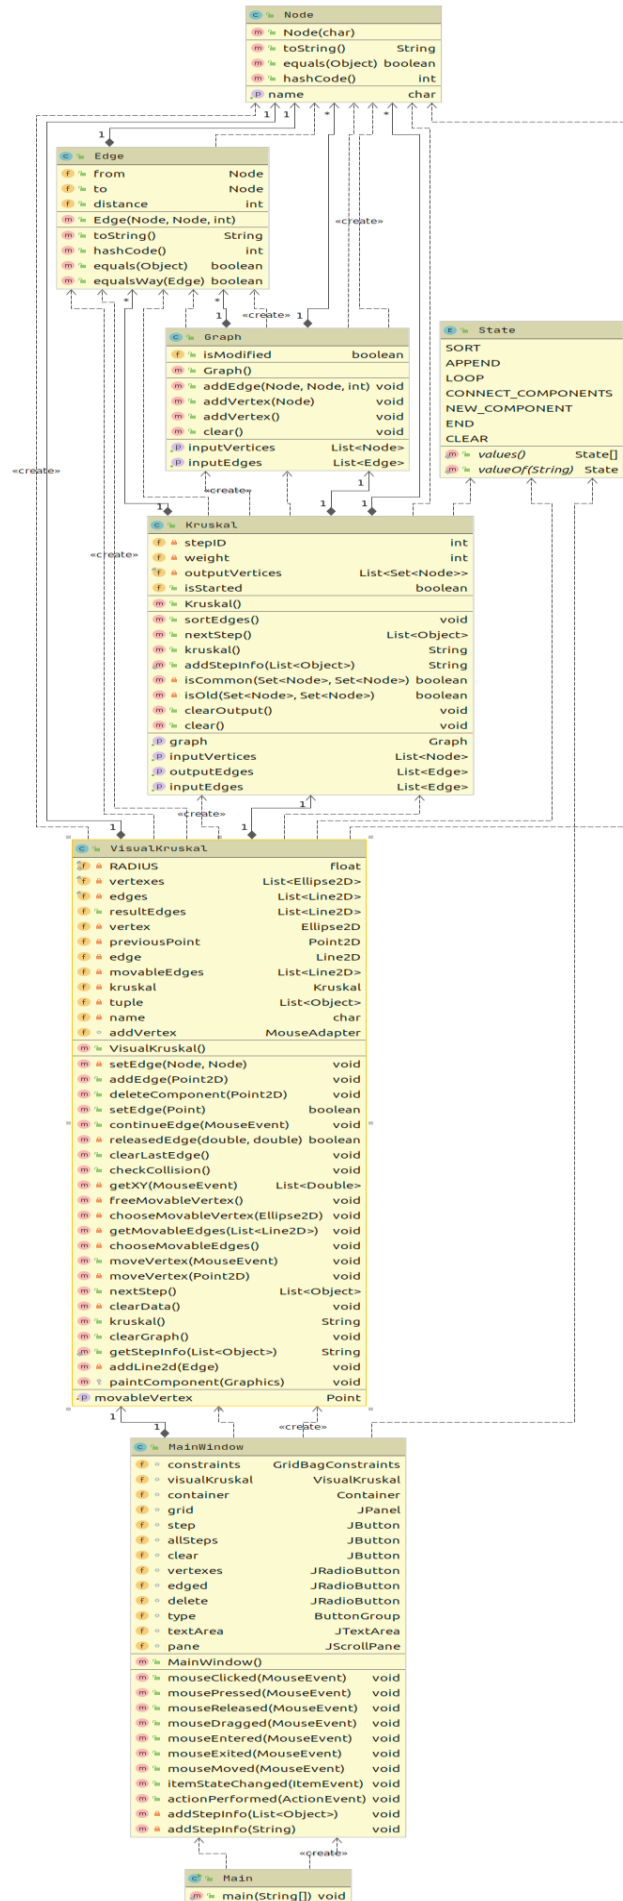 Node
Node(char)
toString() String
equals(Object) boolean
hashCode() int
name char
1 1 1 *
1
Edge
from Node
to Node
distance int
Edge(Node, Node, int)
toString() String
hashCode() int
equals(Object) boolean
equalsWay(Edge) boolean
«create»
* *
1 «create» 1
Graph
isModified boolean
Graph()
addEdge(Node, Node, int) void
addVertex(Node) void
addVertex() void
clear() void
inputVertices List<Node>
inputEdges List<Edge>
State
SORT
APPEND
LOOP
CONNECT_COMPONENTS
NEW_COMPONENT
END
CLEAR
values() State[]
valueOf(String) State
«create»
«create»
1
1 1 1
Kruskal
stepID int
weight int
outputVertices List<Set<Node>>
isStarted boolean
Kruskal()
sortEdges() void
nextStep() List<Object>
kruskal() String
addStepInfo(List<Object>) String
isCommon(Set<Node>, Set<Node>) boolean
isOld(Set<Node>, Set<Node>) boolean
clearOutput() void
clear() void
graph Graph
inputVertices List<Node>
outputEdges List<Edge>
inputEdges List<Edge>
«create»
1
«create»
1 1
VisualKruskal
RADIUS float
vertexes List<Ellipse2D>
edges List<Line2D>
resultEdges List<Line2D>
vertex Ellipse2D
previousPoint Point2D
edge Line2D
movableEdges List<Line2D>
kruskal Kruskal
tuple List<Object>
name char
addVertex MouseAdapter
VisualKruskal()
setEdge(Node, Node) void
addEdge(Point2D) void
deleteComponent(Point2D) void
setEdge(Point) boolean
continueEdge(MouseEvent) void
releasedEdge(double, double) boolean
clearLastEdge() void
checkCollision() void
getXY(MouseEvent) List<Double>
freeMovableVertex() void
chooseMovableVertex(Ellipse2D) void
getMovableEdges(List<Line2D>) void
chooseMovableEdges() void
moveVertex(MouseEvent) void
moveVertex(Point2D) void
nextStep() List<Object>
clearData() void
kruskal() String
clearGraph() void
getStepInfo(List<Object>) String
addLine2d(Edge) void
paintComponent(Graphics) void
movableVertex Point
1
1 «create»
MainWindow
constraints GridBagConstraints
visualKruskal VisualKruskal
container Container
grid JPanel
step JButton
allSteps JButton
clear JButton
vertexes JRadioButton
edged JRadioButton
delete JRadioButton
type ButtonGroup
textArea JTextArea
pane JScrollPane
MainWindow()
mouseClicked(MouseEvent) void
mousePressed(MouseEvent) void
mouseReleased(MouseEvent) void
mouseDragged(MouseEvent) void
mouseEntered(MouseEvent) void
mouseExited(MouseEvent) void
mouseMoved(MouseEvent) void
itemStateChanged(ItemEvent) void
actionPerformed(ActionEvent) void
addStepInfo(List<Object>) void
addStepInfo(String) void
«create»
Main
main(String[]) void